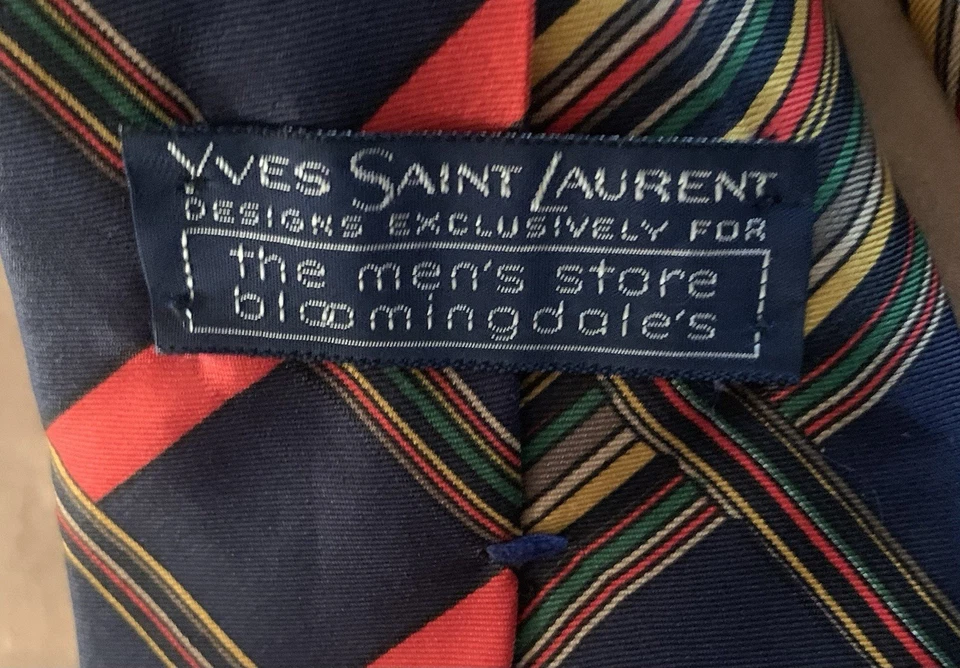 YVES SAINT LAURENT
DESIGNS EXCLUSIVELY FOR
the men's store
bloomingdale's